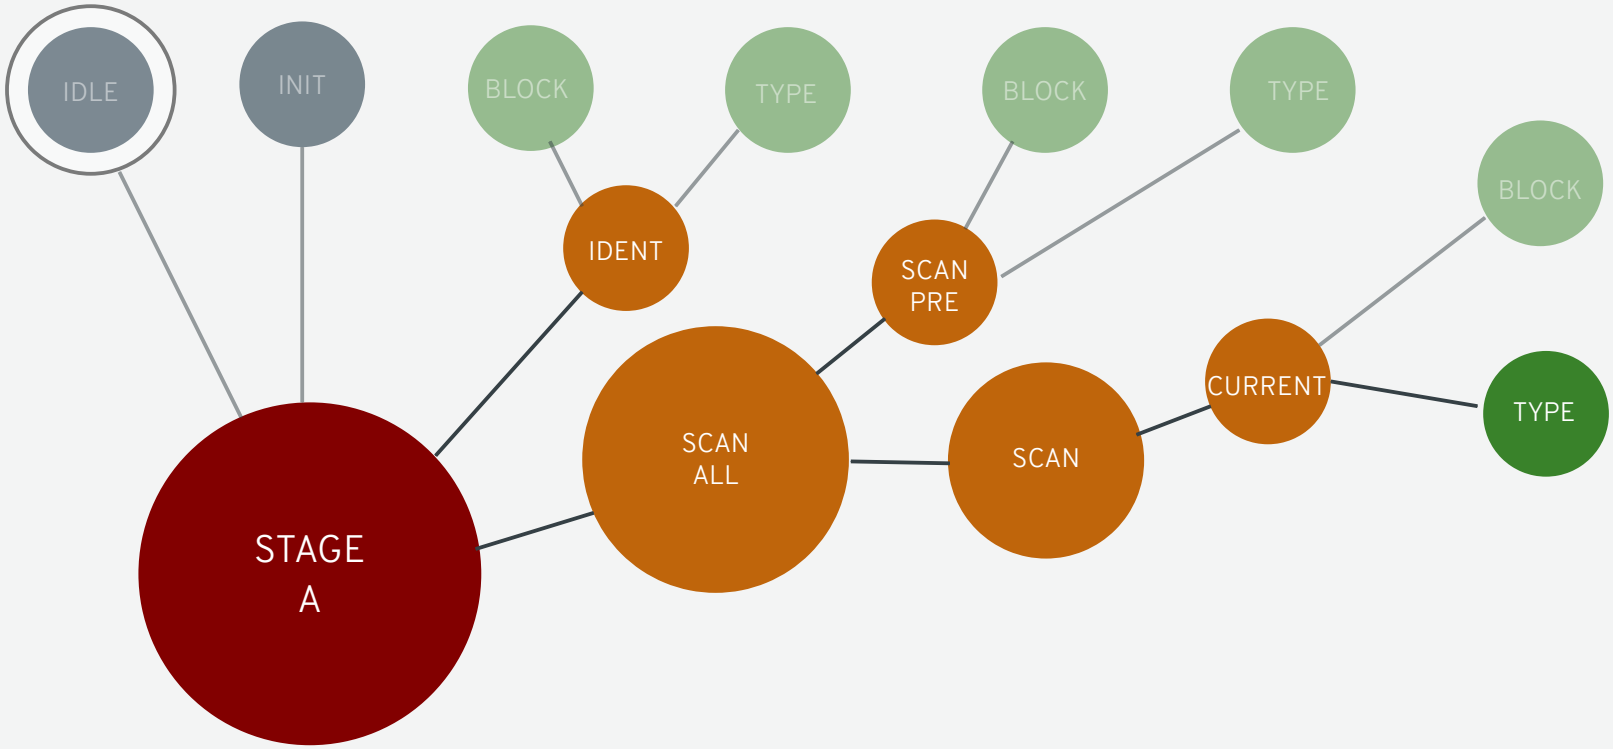 IDLE
INIT
BLOCK
TYPE
BLOCK
TYPE
BLOCK
IDENT
SCAN
PRE
CURRENT
TYPE
SCAN
ALL
SCAN
STAGE
A